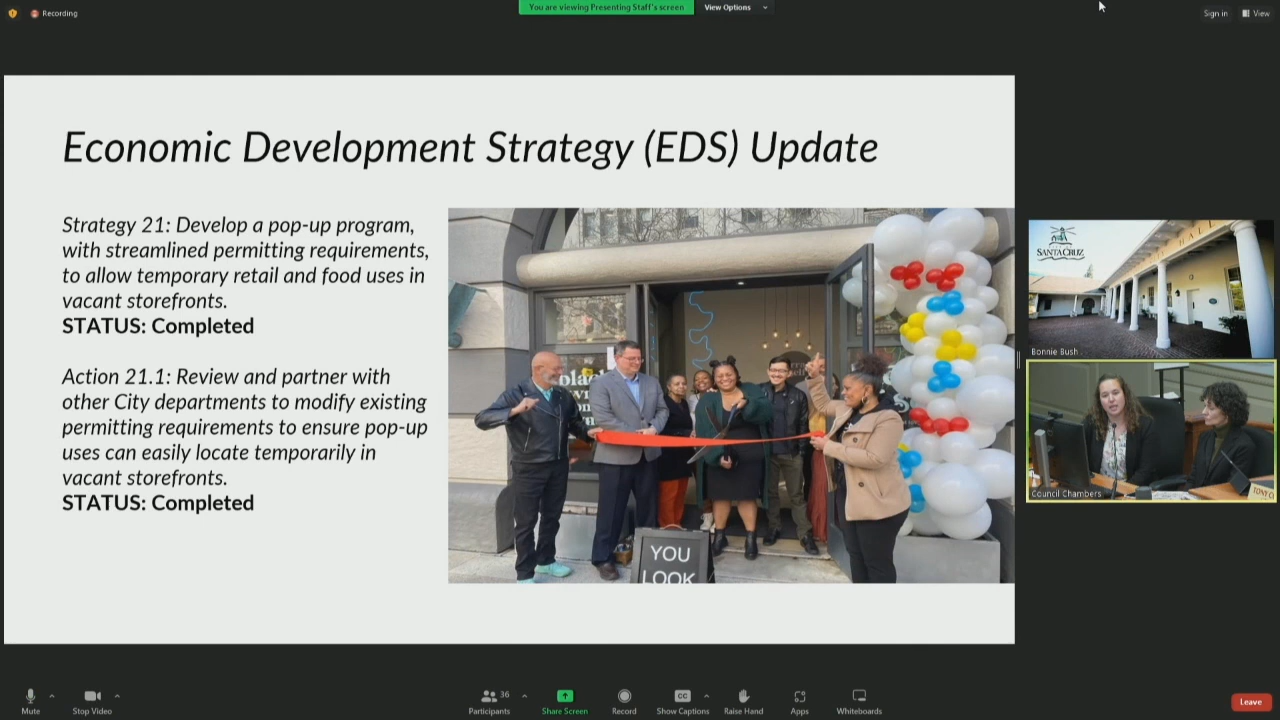 Recording
You are viewing Presenting Staff's screen
View Options
Sign in
View
Economic Development Strategy (EDS) Update
Strategy 21: Develop a pop-up program,
with streamlined permitting requirements,
to allow temporary retail and food uses in
vacant storefronts.
STATUS: Completed
Action 21.1: Review and partner with
other City departments to modify existing
permitting requirements to ensure pop-up
uses can easily locate temporarily in
vacant storefronts.
STATUS: Completed
YOU
LOOK
SANTA CRUZ
Bonnie Bush
Council Chambers
Mute
Stop Video
Participants
36
Share Screen
CC
Show Captions
Record
Raise Hand
Apps
Whiteboards
Leave